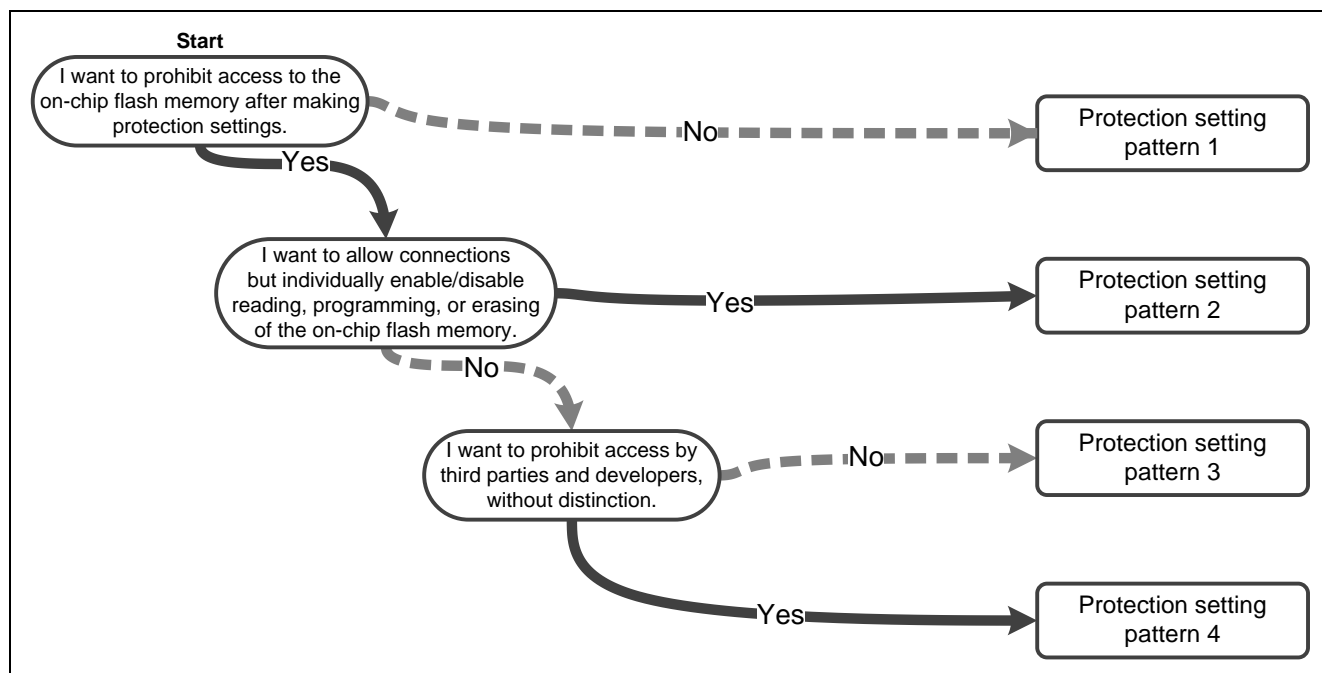 Start
I want to prohibit access to the
on-chip flash memory after making
protection settings.
No
Protection setting
pattern 1
Yes
I want to allow connections
but individually enable/disable
reading, programming, or erasing
of the on-chip flash memory.
Yes
Protection setting
pattern 2
No
I want to prohibit access by
third parties and developers,
without distinction.
No
Protection setting
pattern 3
Yes
Protection setting
pattern 4